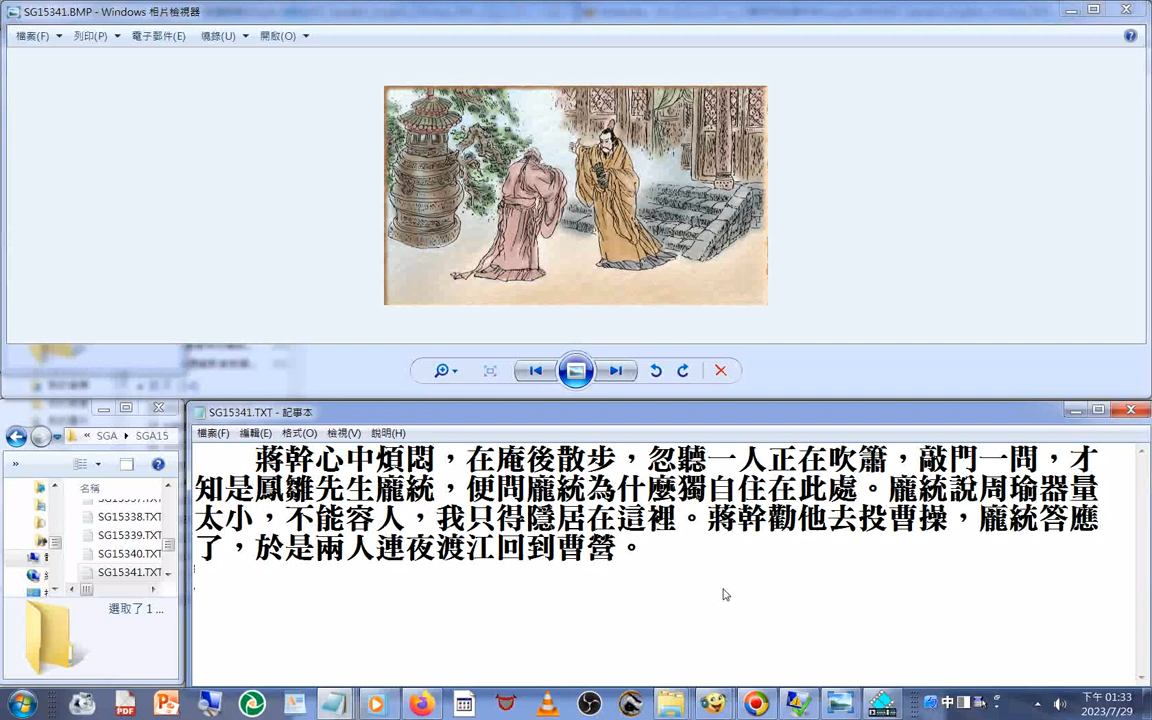 SG15341.BMP - Windows 相片檢視器
檔案(F) 列印(P) 電子郵件(E) 燒錄(U) 開啟(O)
SGA SGA15
名稱
SG15338.TXT
SG15339.TXT
SG15340.TXT
SG15341.TXT
選取了 1 ...
SG15341.TXT - 記事本
檔案(F) 編輯(E) 格式(O) 檢視(V) 說明(H)
蔣幹心中煩悶，在庵後散步，忽聽一人正在吹簫，敲門一問，才
知是鳳雛先生龐統，便問龐統為什麼獨自住在此處。龐統說周瑜器量
太小，不能容人，我只得隱居在這裡。蔣幹勸他去投曹操，龐統答應
了，於是兩人連夜渡江回到曹營。
PDF
中
下午 01:33
2023/7/29